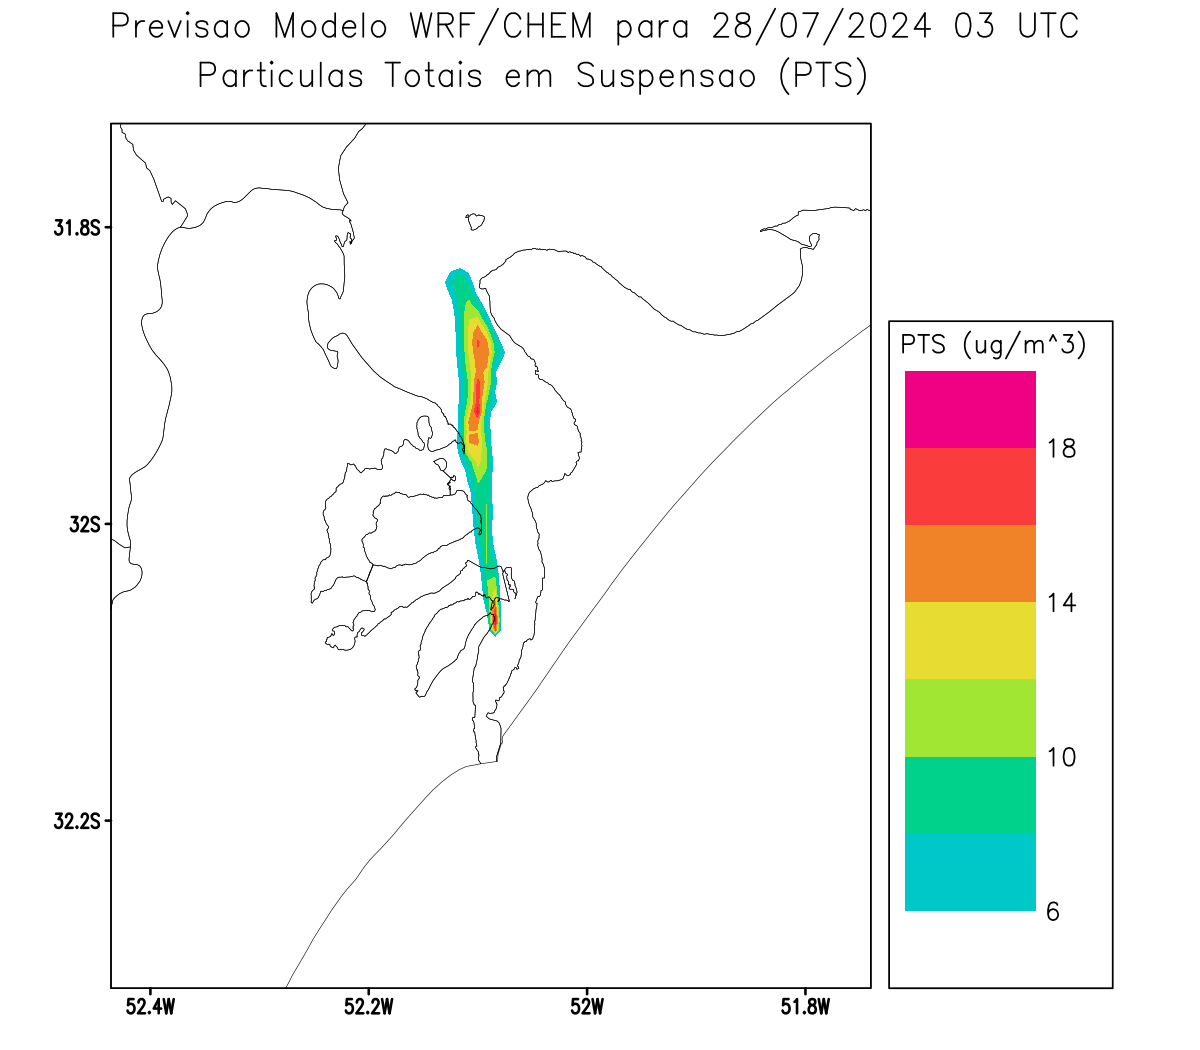 Previsao Modelo WRF/CHEM para 28/07/2024 03 UTC
Particulas Totais em Suspensao (PTS)
31.8S
32S
32.2S
52.4W
52.2W
52W
51.8W
PTS (ug/m^3)
18
14
10
6